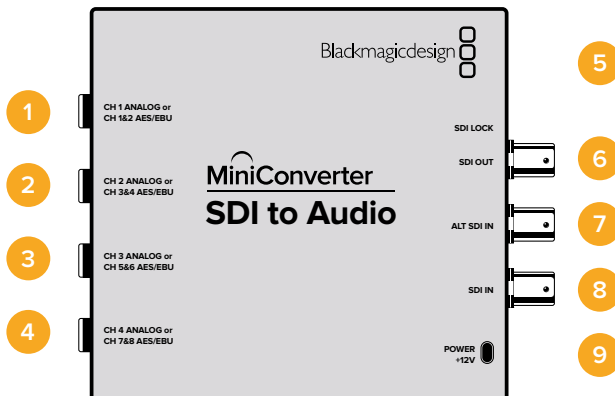 Blackmagicdesign
1
CH 1 ANALOG or
CH 1&2 AES/EBU
2
CH 2 ANALOG or
CH 3&4 AES/EBU
3
CH 3 ANALOG or
CH 5&6 AES/EBU
4
CH 4 ANALOG or
CH 7&8 AES/EBU
MiniConverter
SDI to Audio
5
SDI LOCK
SDI OUT
6
ALT SDI IN
7
SDI IN
8
POWER
+12V
9